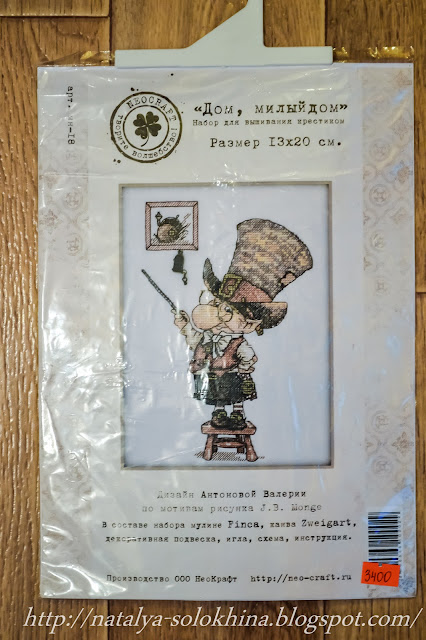 NEOCRAFT
творите волшебство!
«Дом, милыйдом»
Набор для вышивания крестиком
Размер 13х20 см.
Дизайн Антоновой Валерии
по мотивам рисунка J.B. Monge
В составе набора мулине Finca, канва Zweigart,
декоративная подвеска, игла, схема, инструкция.
Производство ООО НеоКрафт http://neo-craft.ru
3400
http://natalya-solokhina.blogspot.com/